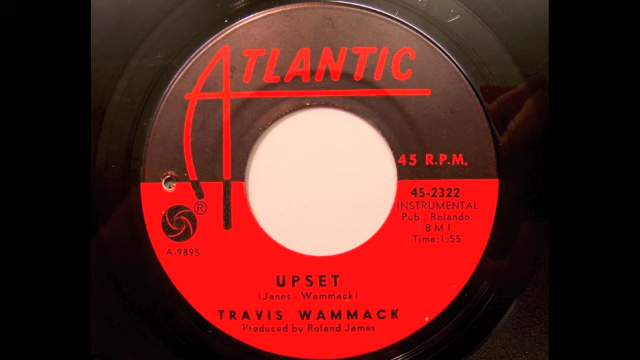 ATLANTIC
45 R.P.M.
45-2322
INSTRUMENTAL
Pub., Rolando.
BMI
Time: 1:55
®
A-9895
UPSET
(Janes - Wammack)
TRAVIS WAMMACK
Produced by Roland James